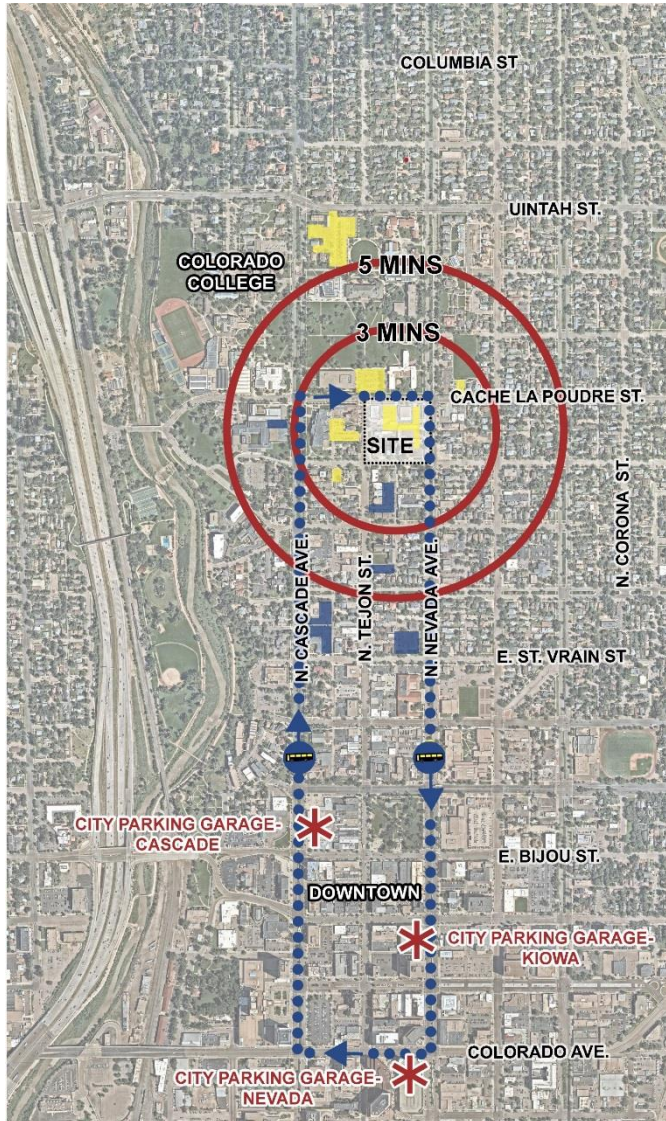 COLUMBIA ST
UINTAH ST.
COLORADO
COLLEGE
5 MINS
3 MINS
CACHE LA POUDRE ST.
SITE
N. CASCADE AVE.
N. TEJON ST.
N. NEVADA AVE.
N. CORONA ST.
E. ST. VRAIN ST
CITY PARKING GARAGE-
CASCADE
E. BIJOU ST.
DOWNTOWN
CITY PARKING GARAGE-
KIOWA
COLORADO AVE.
CITY PARKING GARAGE-
NEVADA